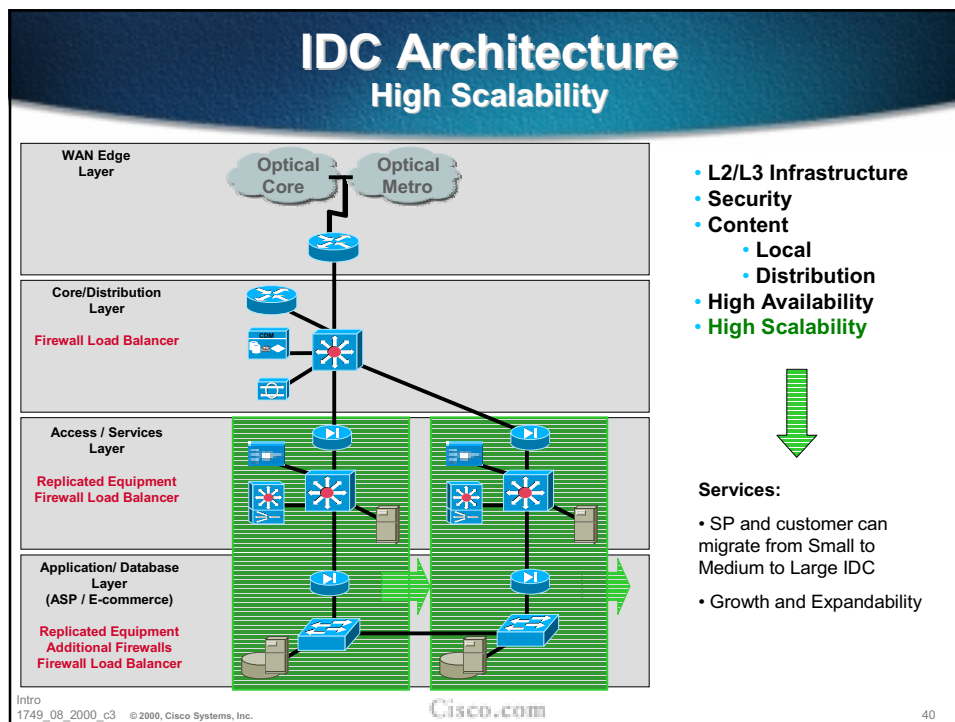 IDC Architecture
High Scalability
WAN Edge
Layer
Optical
Core
Optical
Metro
Core/Distribution
Layer
Firewall Load Balancer
CDM
Access / Services
Layer
Replicated Equipment
Firewall Load Balancer
Application/ Database
Layer
(ASP / E-commerce)
Replicated Equipment
Additional Firewalls
Firewall Load Balancer
• L2/L3 Infrastructure
• Security
• Content
• Local
• Distribution
• High Availability
• High Scalability
Services:
• SP and customer can
migrate from Small to
Medium to Large IDC
• Growth and Expandability
Intro
1749_08_2000_c3 © 2000, Cisco Systems, Inc.
Cisco.com
40